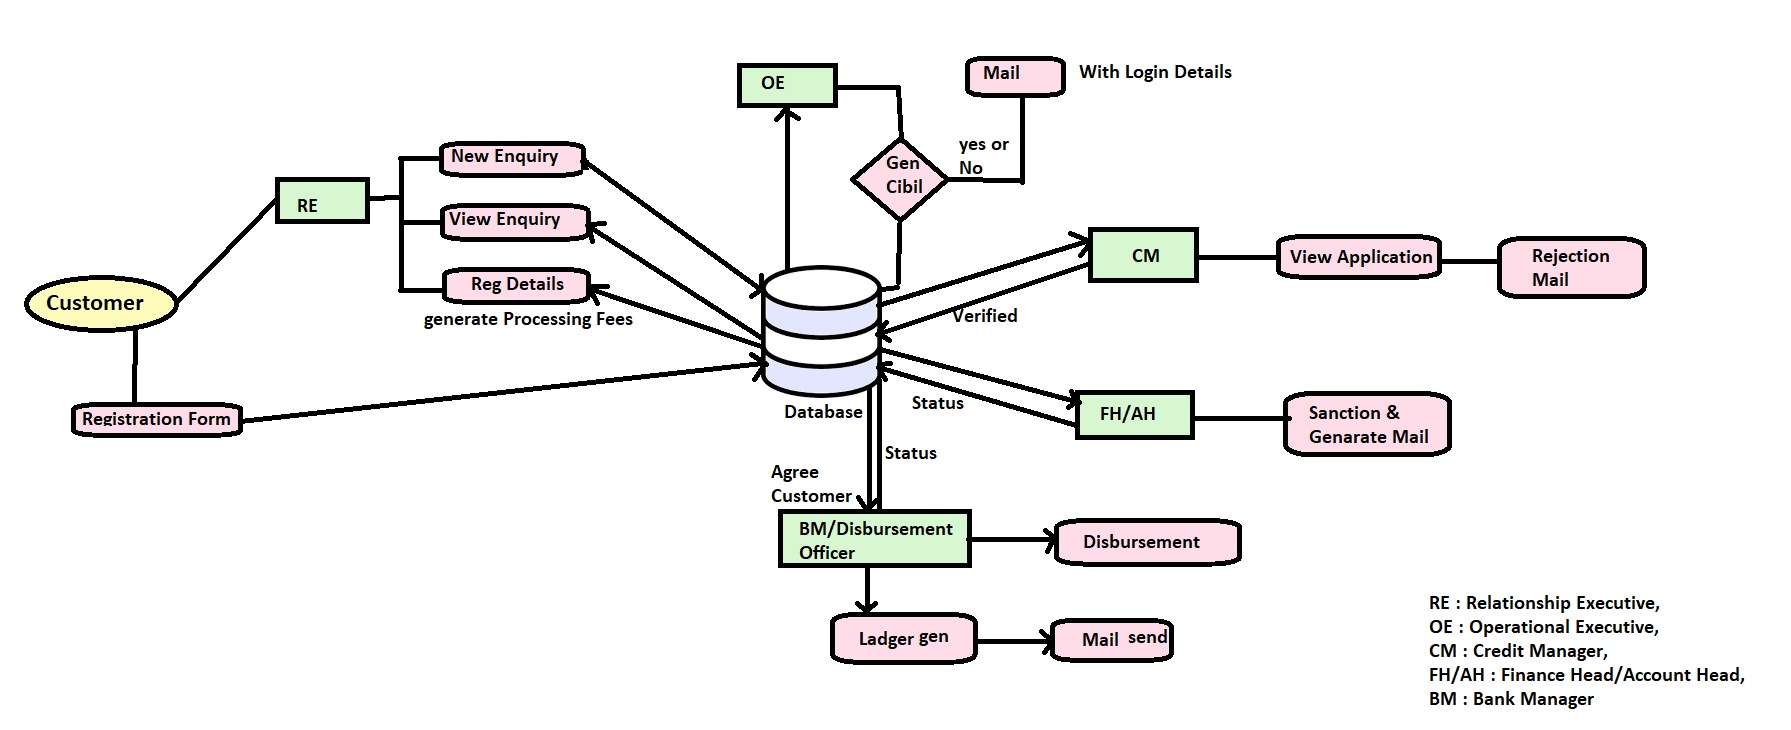 OE
Mail
With Login Details
yes or
No
Gen
Cibil
New Enquiry
RE
View Enquiry
Reg Details
generate Processing Fees
Customer
Registration Form
Database
CM
View Application
Rejection
Mail
Verified
FH/AH
Status
Sanction &
Genarate Mail
Status
Agree
Customer
BM/Disbursement
Officer
Disbursement
Ladger gen
Mail send
RE : Relationship Executive,
OE : Operational Executive,
CM : Credit Manager,
FH/AH : Finance Head/Account Head,
BM : Bank Manager